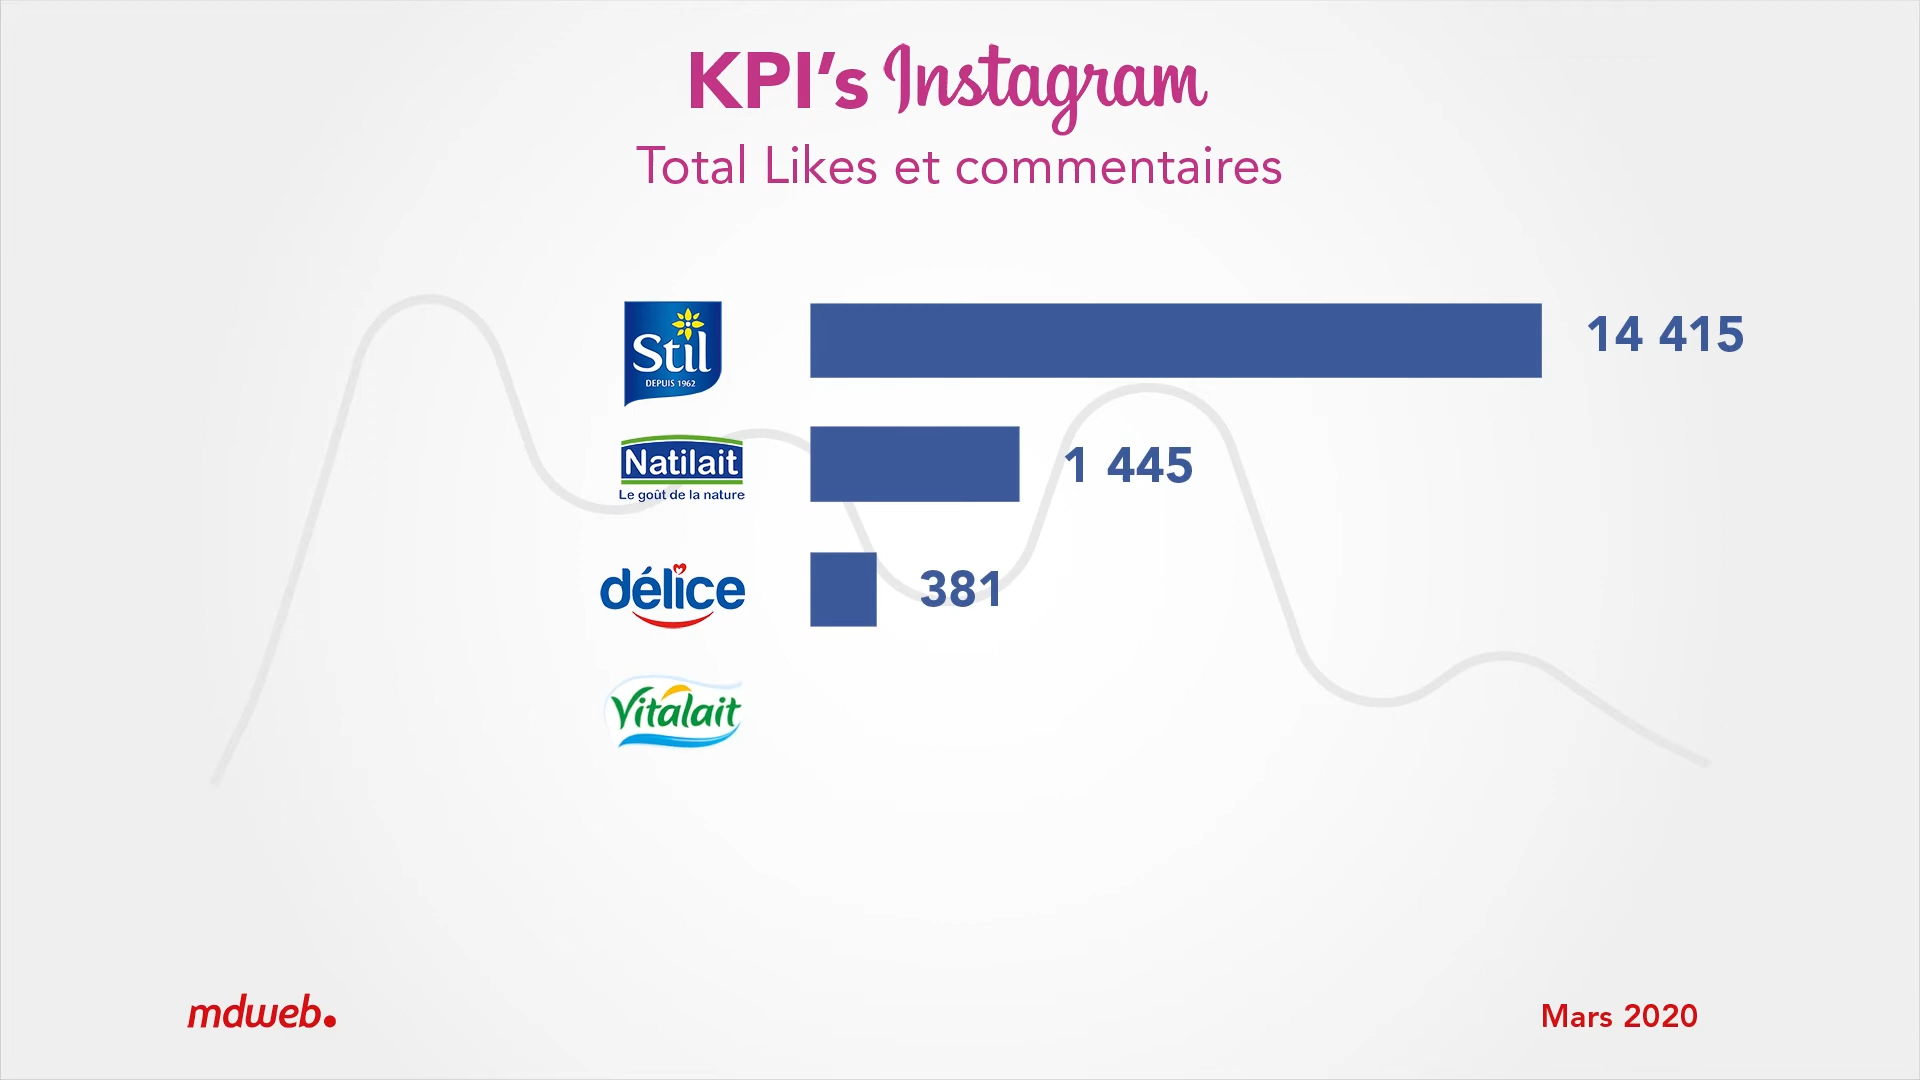 KPI's Instagram
Total Likes et commentaires
Stil
DEPUIS 1962
14 415
Natilait
Le goût de la nature
1 445
délice
381
Vitalait
mdweb.
Mars 2020